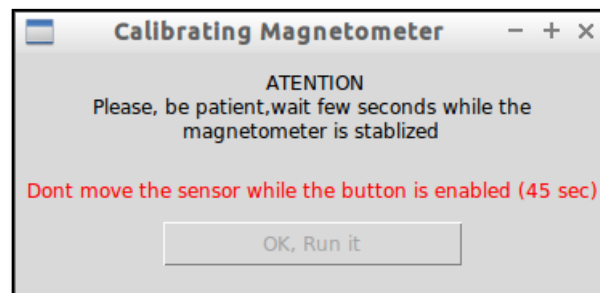 Calibrating Magnetometer
ATENTION
Please, be patient,wait few seconds while the
magnetometer is stablized
Dont move the sensor while the button is enabled (45 sec)
OK, Run it